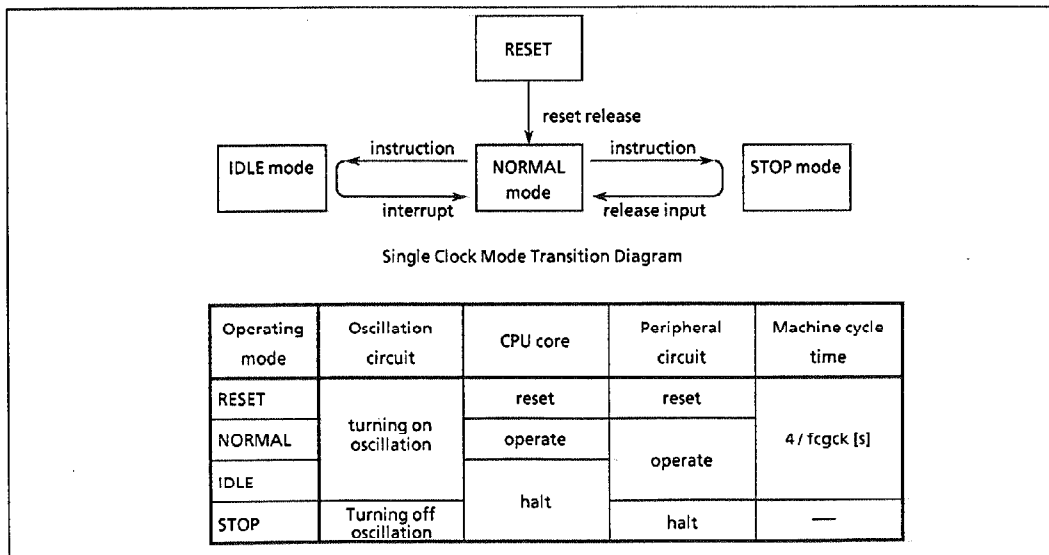 RESET
reset release
instruction
instruction
IDLE mode
NORMAL
mode
STOP mode
interrupt
release input
Single Clock Mode Transition Diagram
Operating
mode
Oscillation
circuit
CPU core
Peripheral
circuit
Machine cycle
time
RESET
turning on
oscillation
reset
reset
4 / fcgck [s]
NORMAL
operate
operate
IDLE
halt
STOP
Turning off
oscillation
halt
—